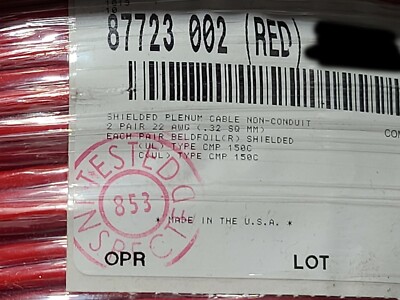 87723 002 (RED)
SHIELDED PLENUM CABLE NON-CONDUIT
2 PAIR 22 AWG (.32 SQ MM)
EACH PAIR BELDFOIL(R) SHIELDED
(UL) TYPE CMP 150C
C(UL) TYPE CMP 150C
TESTED
853
INSPECTED
* MADE IN THE U.S.A. *
OPR
LOT